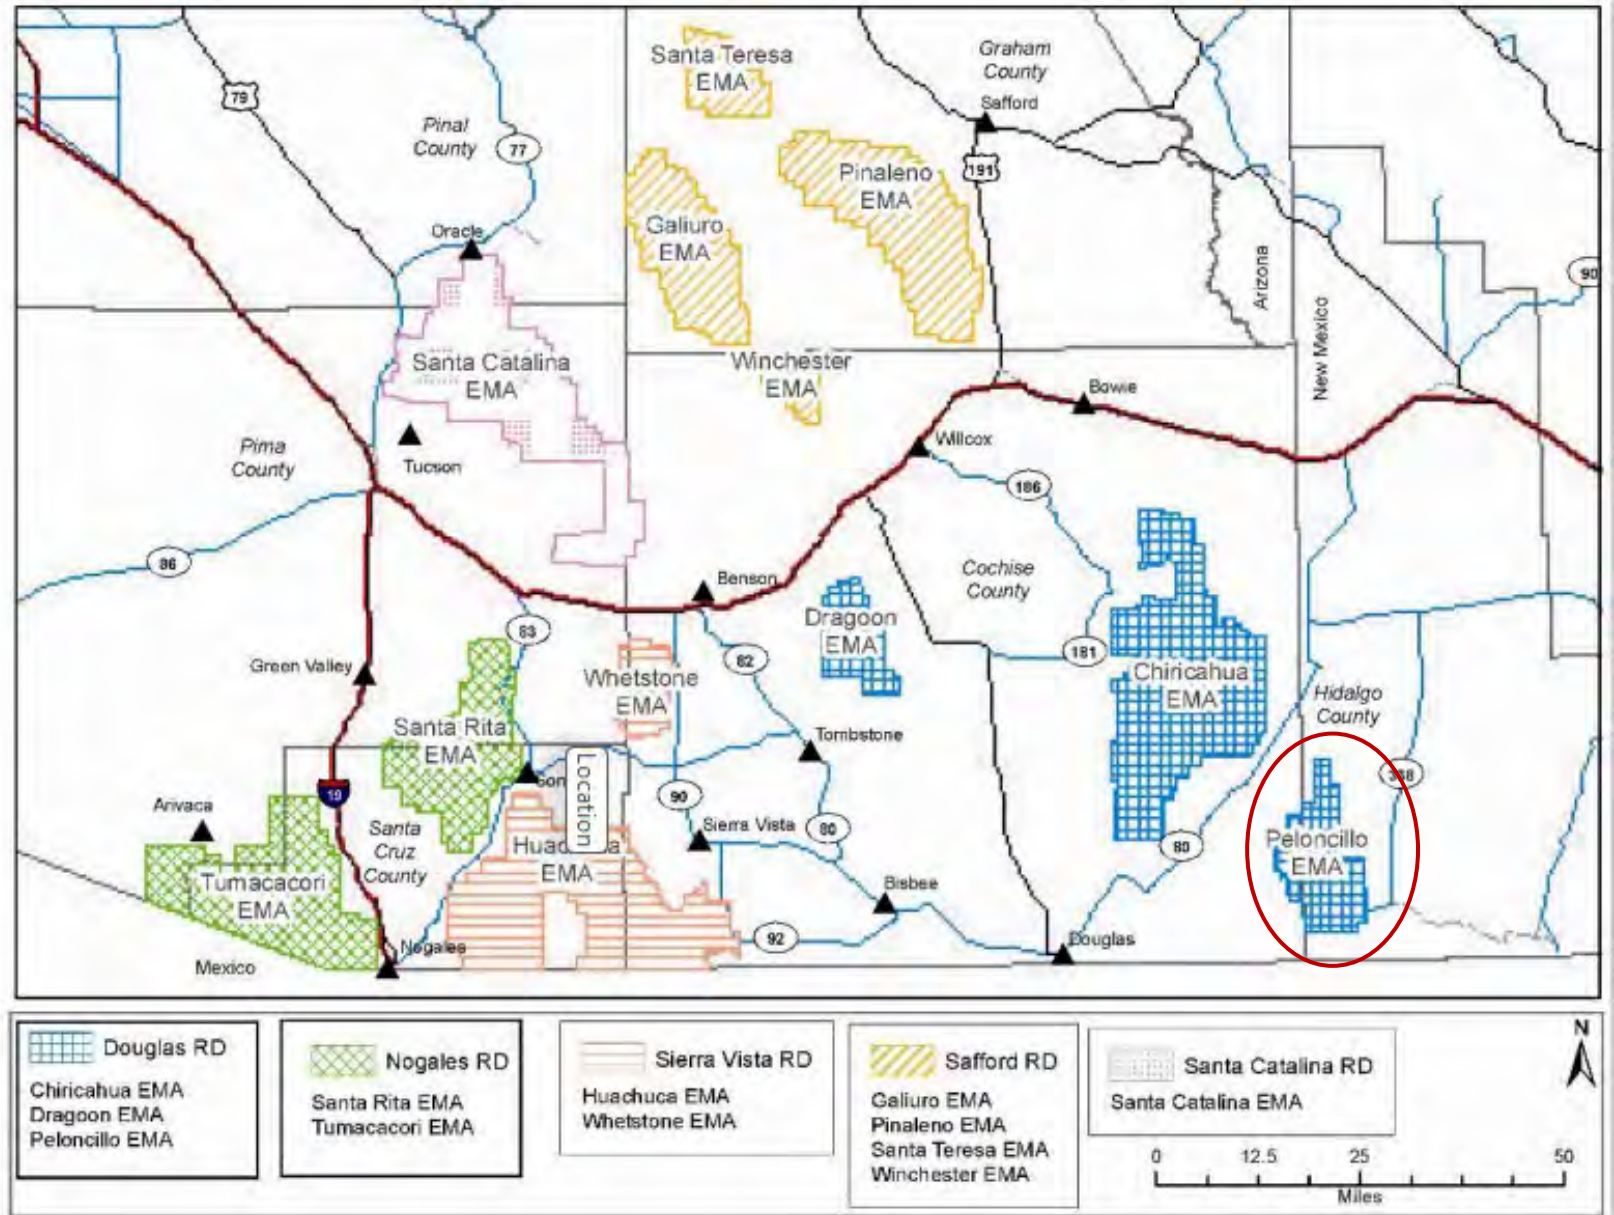 Santa Teresa
EMA
Graham
County
Safford
79
Pinal
County
77
191
Pinaleno
EMA
Galiuro
EMA
Oracle
Arizona
New Mexico
90
Santa Catalina
EMA
Winchester
EMA
Bowie
Willcox
Pima
County
Tucson
186
86
Cochise
County
Benson
Dragoon
EMA
83
82
181
Green Valley
Whetstone
EMA
Chiricahua
EMA
Hidalgo
County
Santa Rita
EMA
Tombstone
Son
Location
19
90
Arivaca
Santa
Cruz
County
Sierra Vista
80
80
Peloncillo
EMA
EMA
Tumacacori
EMA
Bisbee
92
Nogales
Mexico
Douglas
Douglas RD
Chiricahua EMA
Dragoon EMA
Peloncillo EMA
Nogales RD
Santa Rita EMA
Tumacacori EMA
Sierra Vista RD
Huachuca EMA
Whetstone EMA
Safford RD
Galiuro EMA
Pinaleno EMA
Santa Teresa EMA
Winchester EMA
Santa Catalina RD
Santa Catalina EMA
N
0 12.5 25 50
Miles